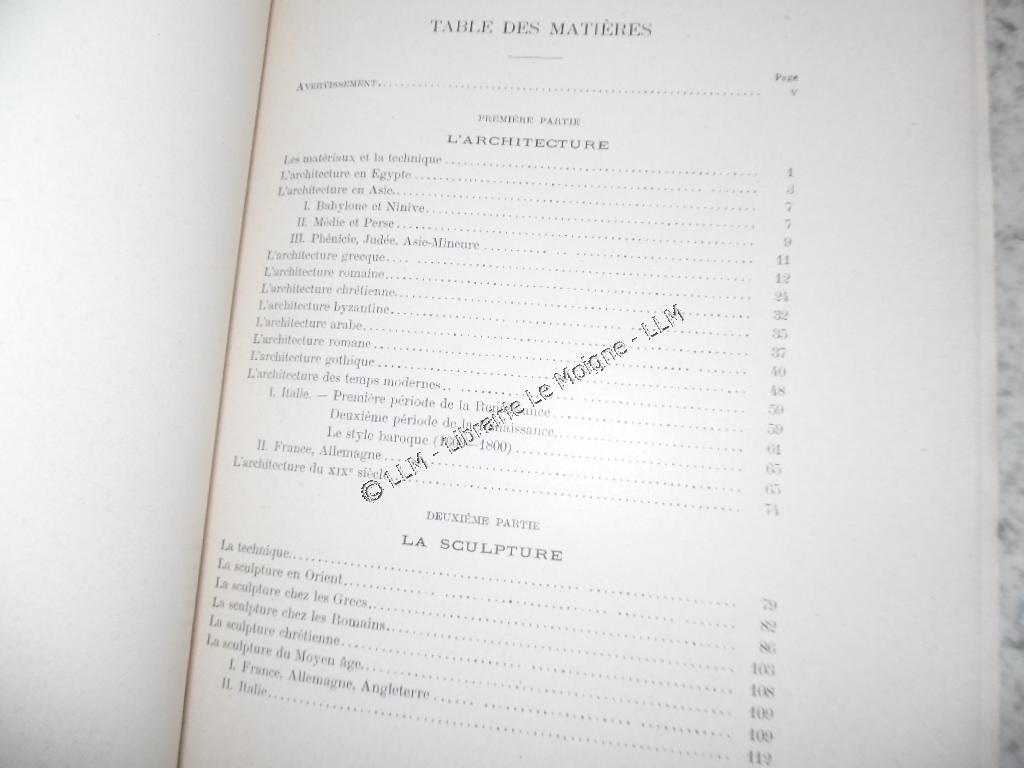 TABLE DES MATIÈRES
Page
AVERTISSEMENT V
PREMIÈRE PARTIE
L'ARCHITECTURE
Les matériaux et la technique 1
L'architecture en Egypte 3
L'architecture en Asie 7
I. Babylone et Ninive 7
II. Médie et Perse 9
III. Phénicie, Judée, Asie-Mineure 11
L'architecture grecque 12
L'architecture romaine 24
L'architecture chrétienne 32
L'architecture byzantine 35
L'architecture arabe 37
L'architecture romane 40
L'architecture gothique 48
L'architecture des temps modernes 59
I. Italie. — Première période de la Renaissance 59
Deuxième période de la Renaissance 61
Le style baroque 65
II. France, Allemagne 65
L'architecture du XIXe siècle 74
DEUXIÈME PARTIE
LA SCULPTURE
La technique 79
La sculpture en Orient 82
La sculpture chez les Grecs 86
La sculpture chez les Romains 103
La sculpture chrétienne 108
La sculpture du Moyen âge 109
I. France, Allemagne, Angleterre 109
II. Italie 112
© LLM - Librairie Le Moigne - LLM